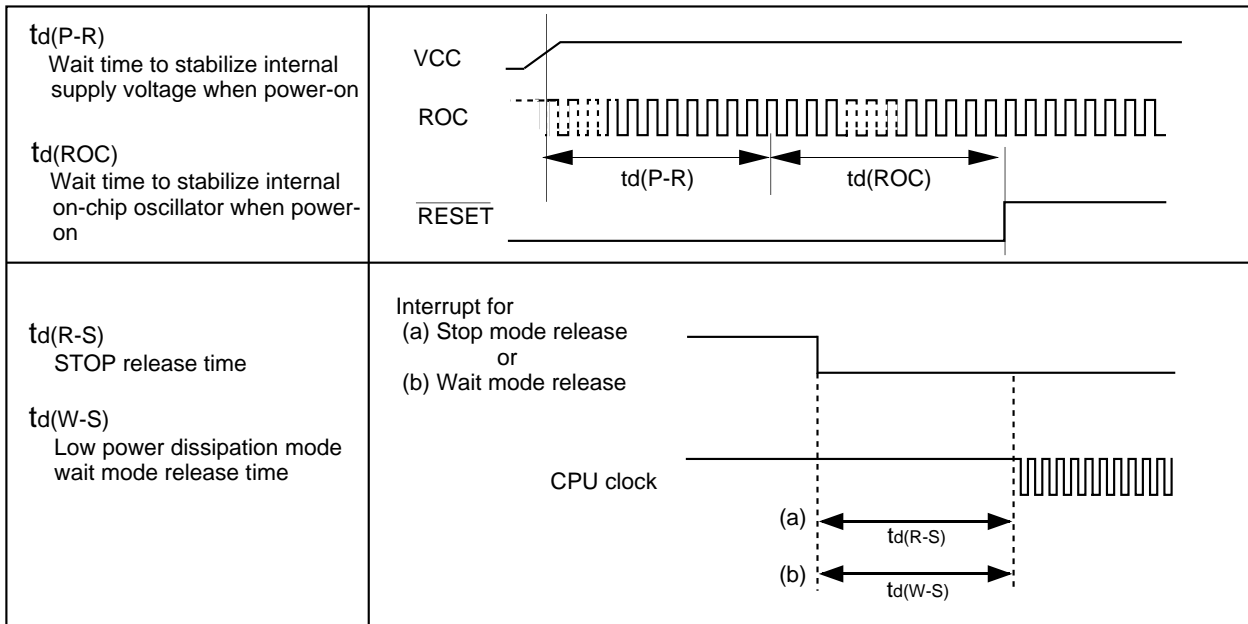 td(P-R)
Wait time to stabilize internal
supply voltage when power-on
td(ROC)
Wait time to stabilize internal
on-chip oscillator when power-
on
VCC
ROC
td(P-R)
td(ROC)
RESET
td(R-S)
STOP release time
td(W-S)
Low power dissipation mode
wait mode release time
Interrupt for
(a) Stop mode release
or
(b) Wait mode release
CPU clock
(a)
td(R-S)
(b)
td(W-S)